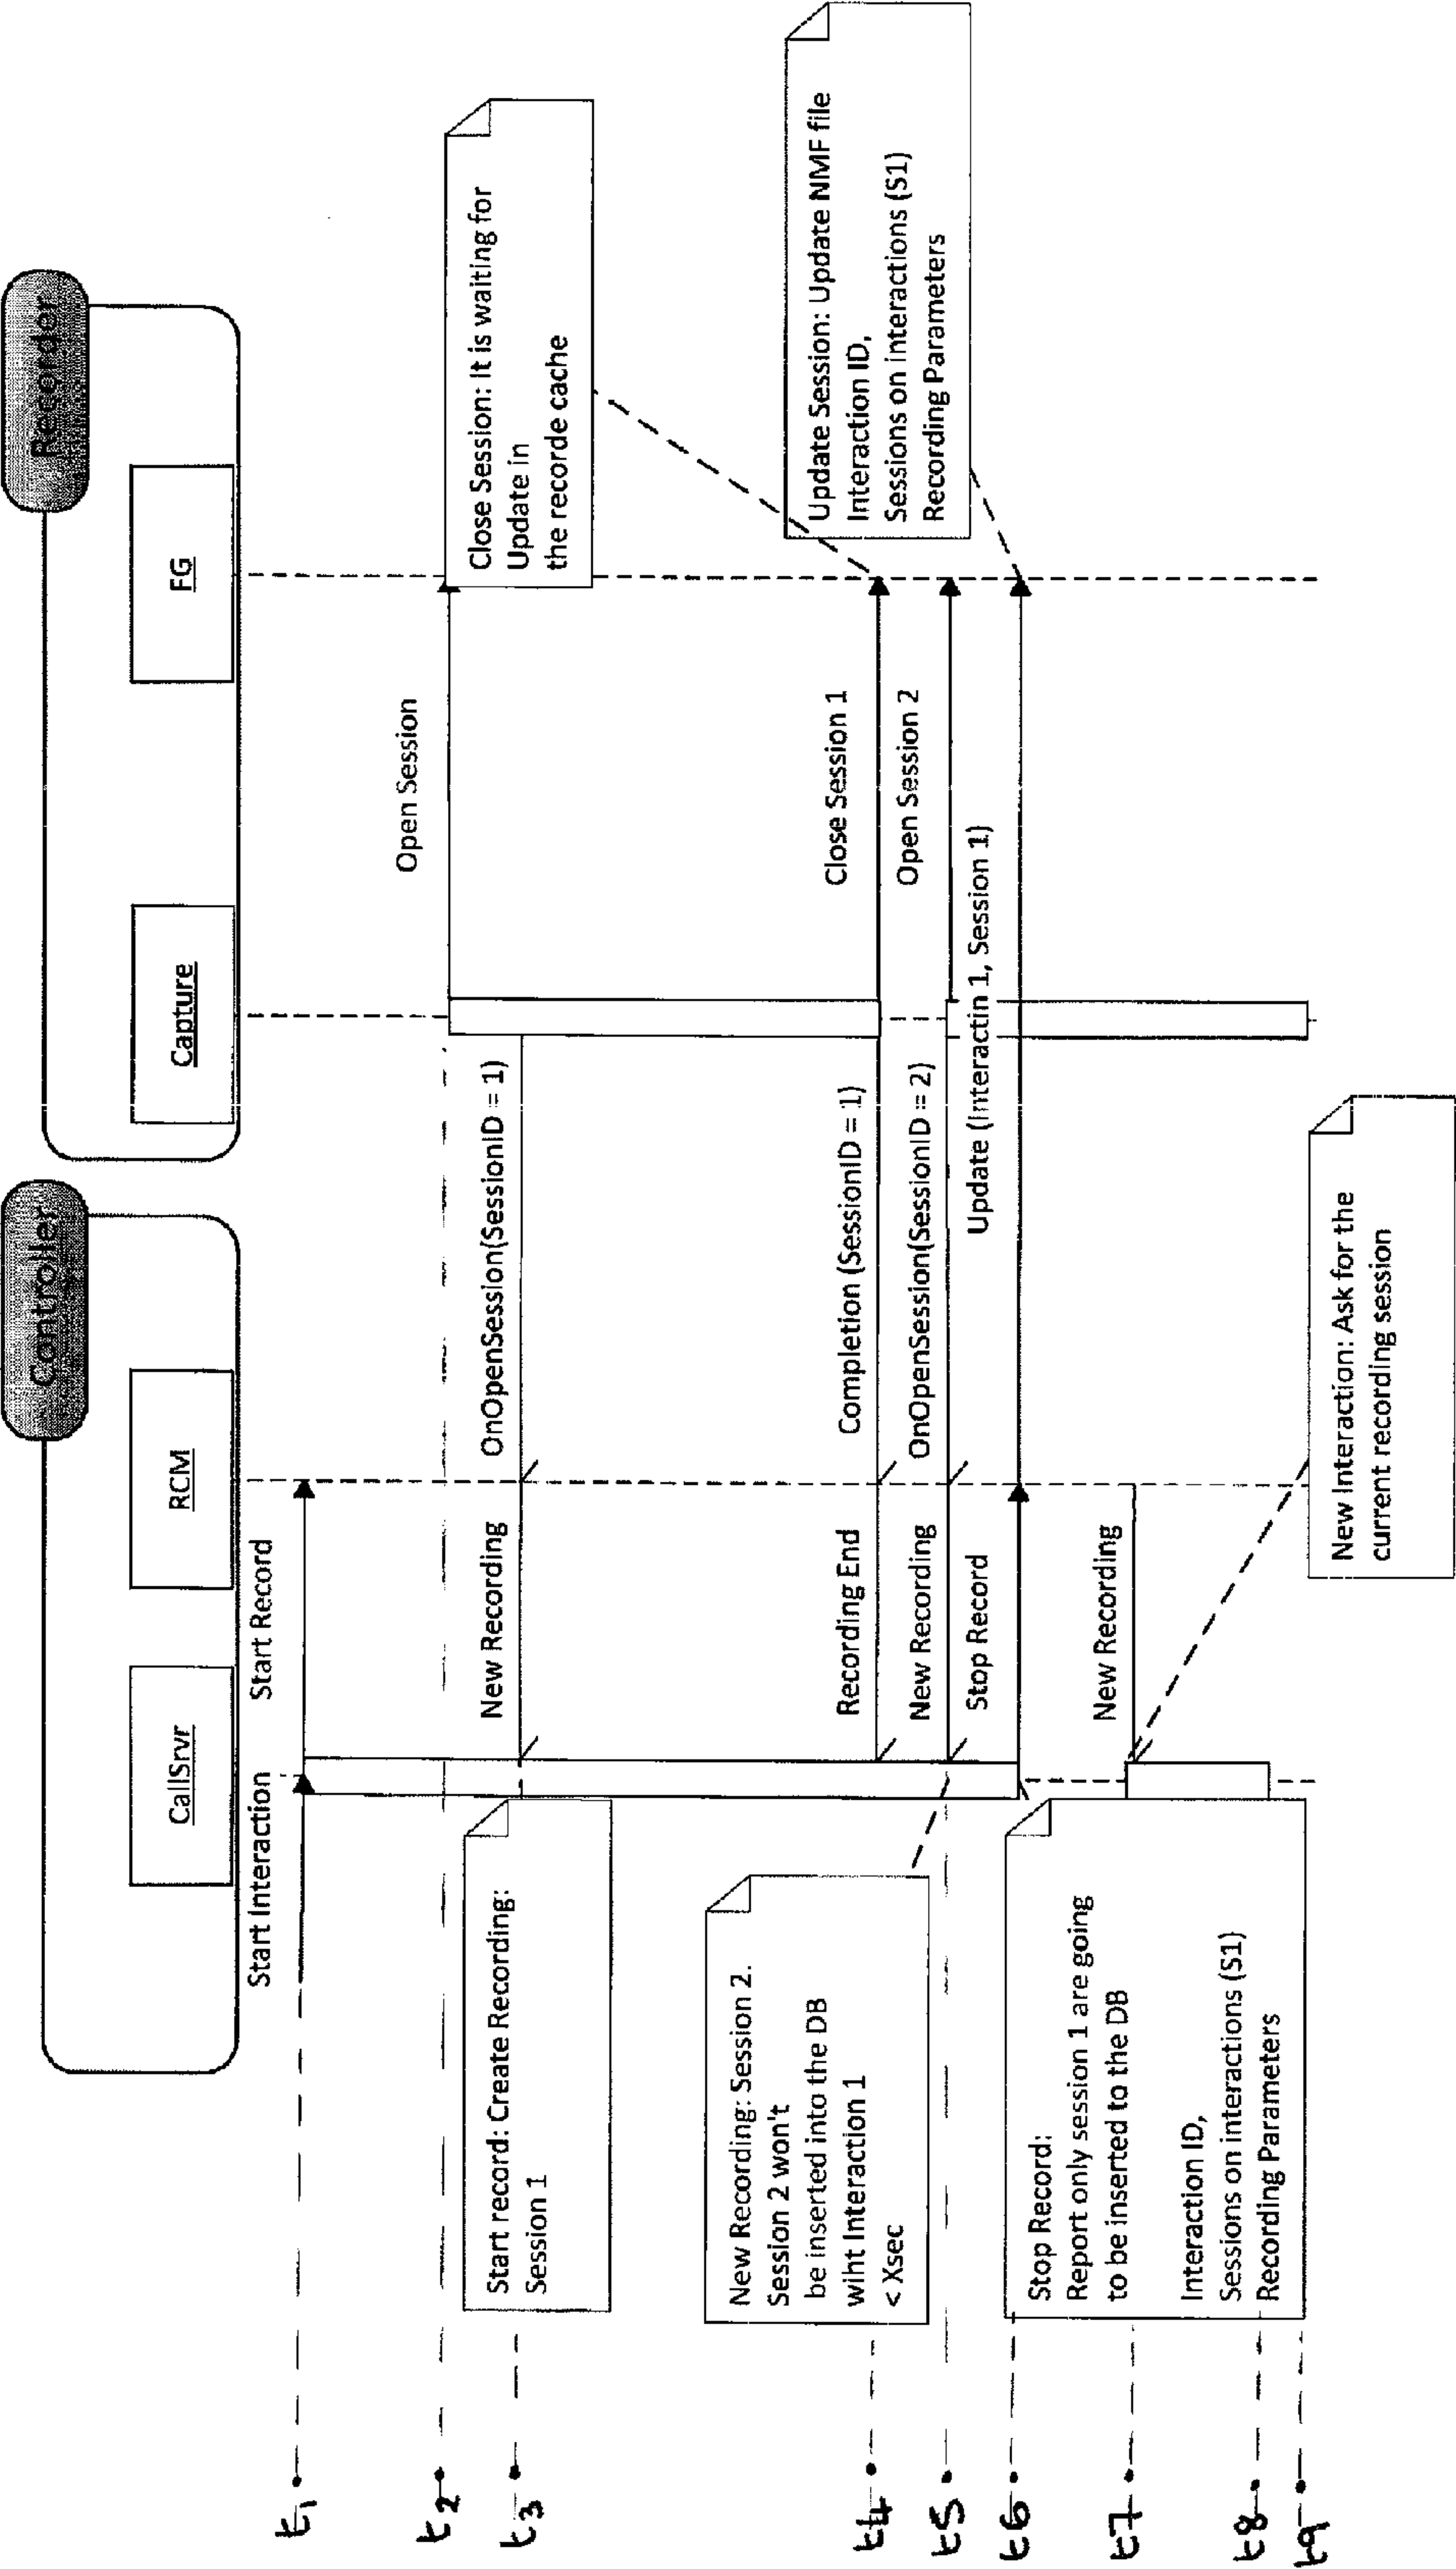 Controller
Recorder
CallSrvr
RCM
Capture
FG
t1
Start Interaction
Start Record
t2
Open Session
t3
New Recording
OnOpenSession(SessionID = 1)
Start record: Create Recording:
Session 1
Close Session: It is waiting for
Update in
the recorde cache
t4
Recording End
Completion (SessionID = 1)
Close Session 1
New Recording: Session 2.
Session 2 won't
be inserted into the DB
wiht Interaction 1
< Xsec
t5
New Recording
OnOpenSession(SessionID = 2)
Open Session 2
t6
Stop Record
Update (Interactin 1, Session 1)
Update Session: Update NMF file
Interaction ID,
Sessions on interactions (S1)
Recording Parameters
Stop Record:
Report only session 1 are going
to be inserted to the DB
Interaction ID,
Sessions on interactions (S1)
Recording Parameters
t7
New Recording
New Interaction: Ask for the
current recording session
t8
t9